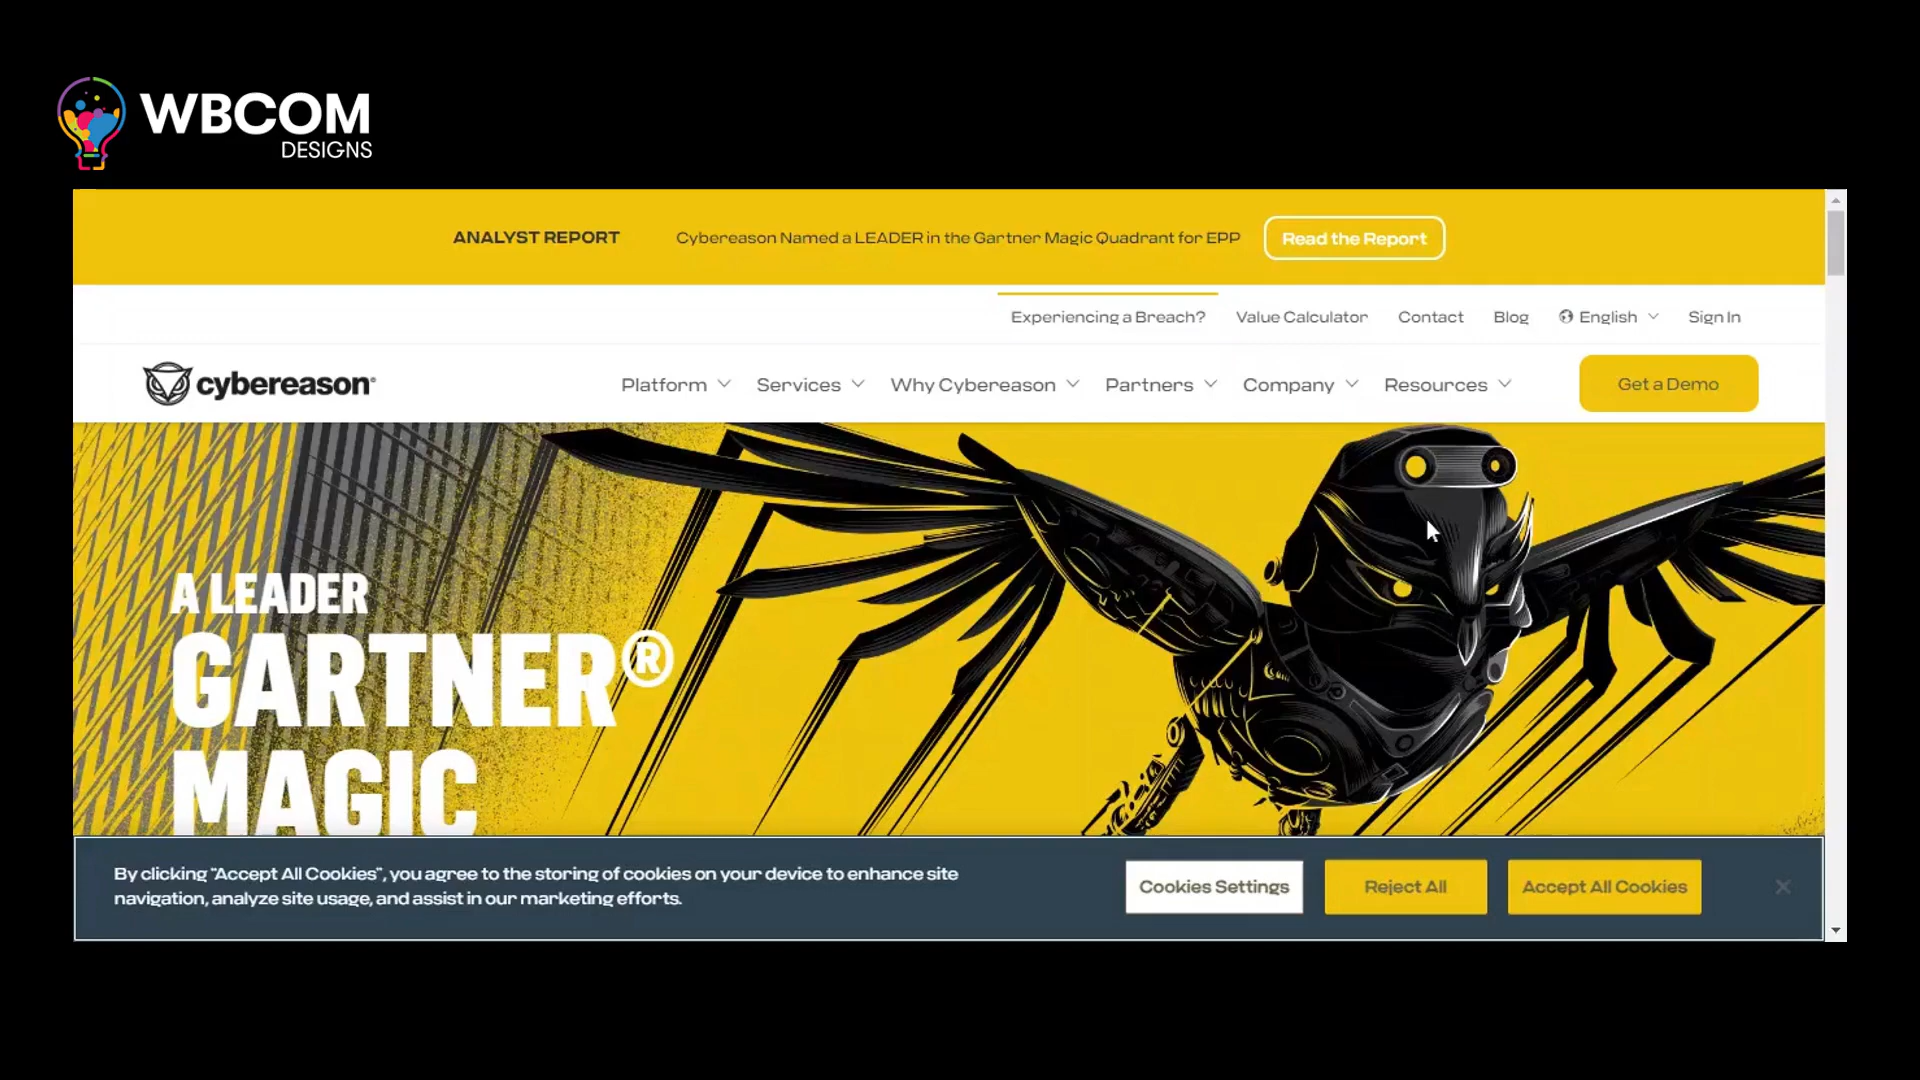 WBCOM
DESIGNS
ANALYST REPORT Cybereason Named a LEADER in the Gartner Magic Quadrant for EPP Read the Report
Experiencing a Breach? Value Calculator Contact Blog English Sign In
cybereason® Platform Services Why Cybereason Partners Company Resources Get a Demo
A LEADER
GARTNER®
MAGIC
By clicking "Accept All Cookies", you agree to the storing of cookies on your device to enhance site
navigation, analyze site usage, and assist in our marketing efforts.
Cookies Settings Reject All Accept All Cookies